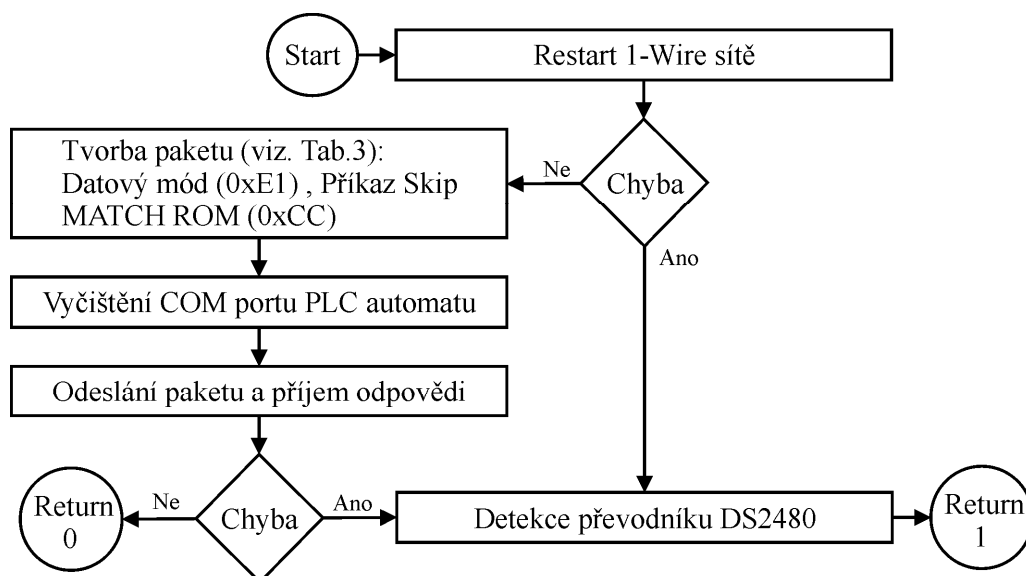 Start
Restart 1-Wire sítě
Chyba
Ne
Ano
Tvorba paketu (viz. Tab.3):
Datový mód (0xE1) , Příkaz Skip
MATCH ROM (0xCC)
Vyčištění COM portu PLC automatu
Odeslání paketu a příjem odpovědi
Chyba
Ne
Ano
Return
0
Detekce převodníku DS2480
Return
1